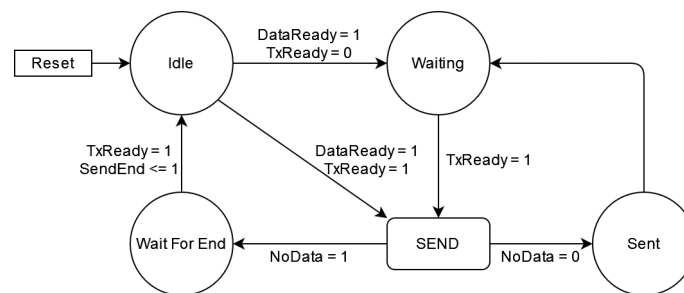 DataReady = 1
TxReady = 0
Reset
Idle
Waiting
TxReady = 1
SendEnd <= 1
DataReady = 1
TxReady = 1
TxReady = 1
Wait For End
SEND
Sent
NoData = 1
NoData = 0